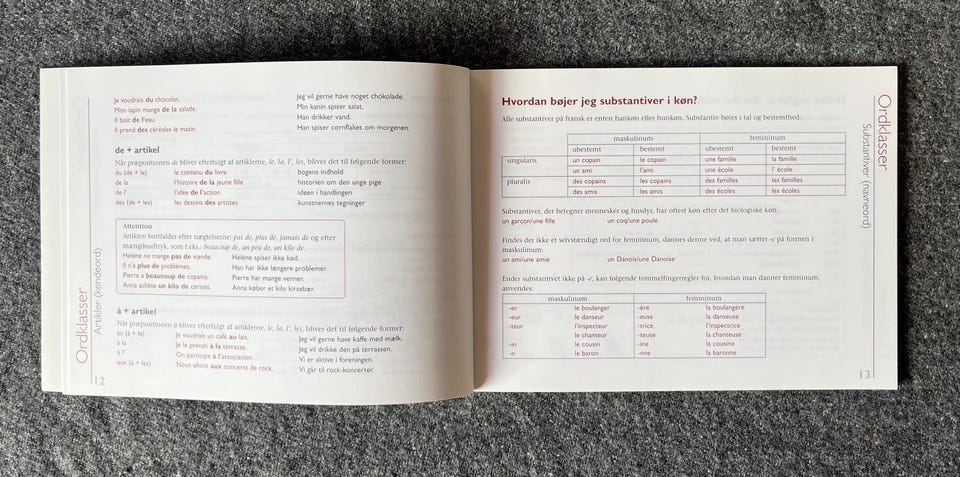 Je voudrais du chocolat. Jeg vil gerne have noget chokolade.
Mon lapin mange de la salade. Min kanin spiser salat.
Il boit de l'eau. Han drikker vand.
Il prend des céréales le matin. Han spiser cornflakes om morgenen.
de + artikel
Når præpositionen de bliver efterfulgt af artiklerne, le, la, l', les, bliver det til følgende former:
du (de + le) le contenu du livre bogens indhold
de la l'histoire de la jeune fille historien om den unge pige
de l' l'idée de l'action ideen i handlingen
des (de + les) les dessins des artistes kunstnernes tegninger
Attention
Artiklen bortfalder efter nægtelserne: pas de, plus de, jamais de og efter
mængdeudtryk, som f.eks.: beaucoup de, un peu de, un kilo de.
Hélène ne mange pas de viande. Hélène spiser ikke kød.
Il n'a plus de problèmes. Han har ikke længere problemer.
Pierre a beaucoup de copains. Pierre har mange venner.
Anna achète un kilo de cerises. Anna køber et kilo kirsebær.
à + artikel
Når præpositionen à bliver efterfulgt af artiklerne, le, la, l', les, bliver det til følgende former:
au (à + le) Je voudrais un café au lait. Jeg vil gerne have kaffe med mælk.
à la Je le prends à la terrasse. Jeg vil drikke den på terrassen.
à l' On participe à l'association. Vi er aktive i foreningen.
aux (à + les) Nous allons aux concerts de rock. Vi går til rock-koncerter.
Ordklasser
Artikler (kendeord)
12
Hvordan bøjer jeg substantiver i køn?
Alle substantiver på fransk er enten hankøn eller hunkøn. Substantiv bøjes i tal og bestemthed:
maskulinum femininum
ubestemt bestemt ubestemt bestemt
singularis un copain le copain une famille la famille
un ami l'ami une école l' école
pluralis des copains les copains des familles les familles
des amis les amis des écoles les écoles
Substantiver, der betegner mennesker og husdyr, har oftest køn efter det biologiske køn:
un garçon/une fille un coq/une poule
Findes der ikke et selvstændigt ord for femininum, dannes denne ved, at man sætter -e på formen i
maskulinum:
un ami/une amie un Danois/une Danoise
Ender substantivet ikke på -e, kan følgende tommelfingerregler for, hvordan man danner femininum,
anvendes:
maskulinum femininum
-er le boulanger -ère la boulangère
-eur le danseur -euse la danseuse
-teur l'inspecteur -trice l'inspectrice
le chanteur -teuse la chanteuse
-in le cousin -ine la cousine
-n le baron -nne la baronne
Ordklasser
Substantiver (navneord)
13